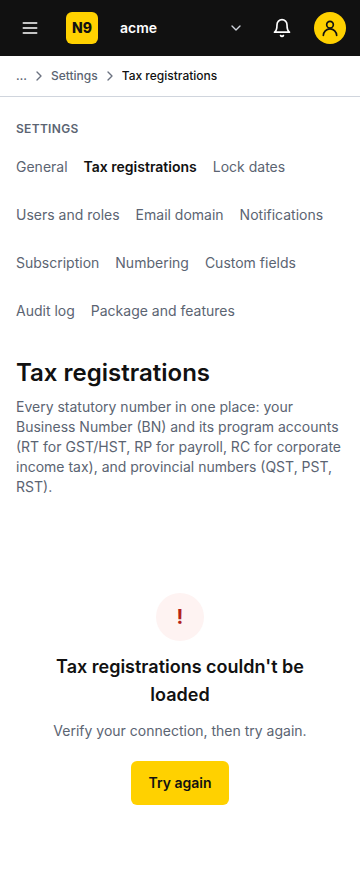 N9 acme
... Settings Tax registrations
SETTINGS
General Tax registrations Lock dates
Users and roles Email domain Notifications
Subscription Numbering Custom fields
Audit log Package and features
Tax registrations
Every statutory number in one place: your
Business Number (BN) and its program accounts
(RT for GST/HST, RP for payroll, RC for corporate
income tax), and provincial numbers (QST, PST,
RST).
!
Tax registrations couldn't be
loaded
Verify your connection, then try again.
Try again